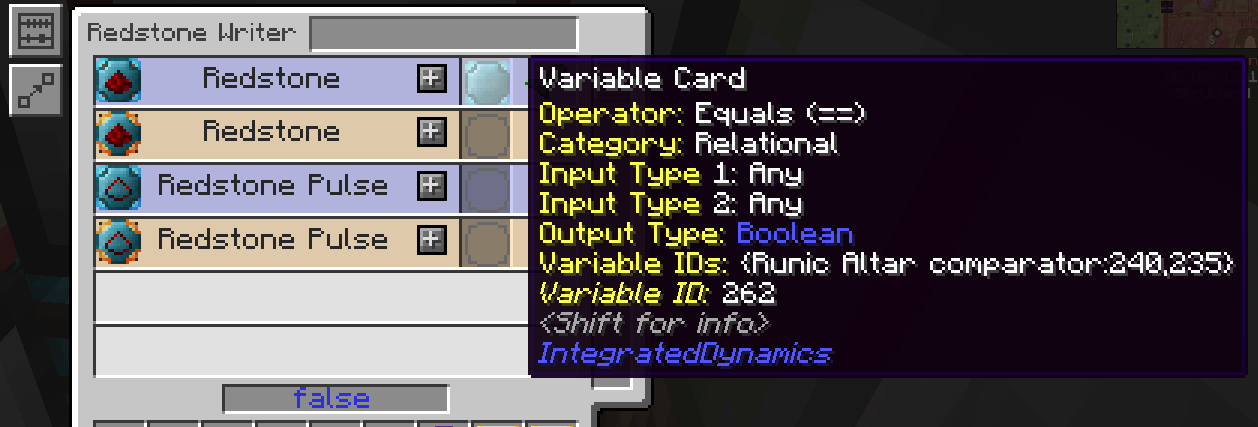 Redstone Writer
Redstone
Redstone
Redstone Pulse
Redstone Pulse
false
Variable Card
Operator: Equals (==)
Category: Relational
Input Type 1: Any
Input Type 2: Any
Output Type: Boolean
Variable IDs: {Runic Altar comparator:240,235}
Variable ID: 262
<Shift for info>
IntegratedDynamics